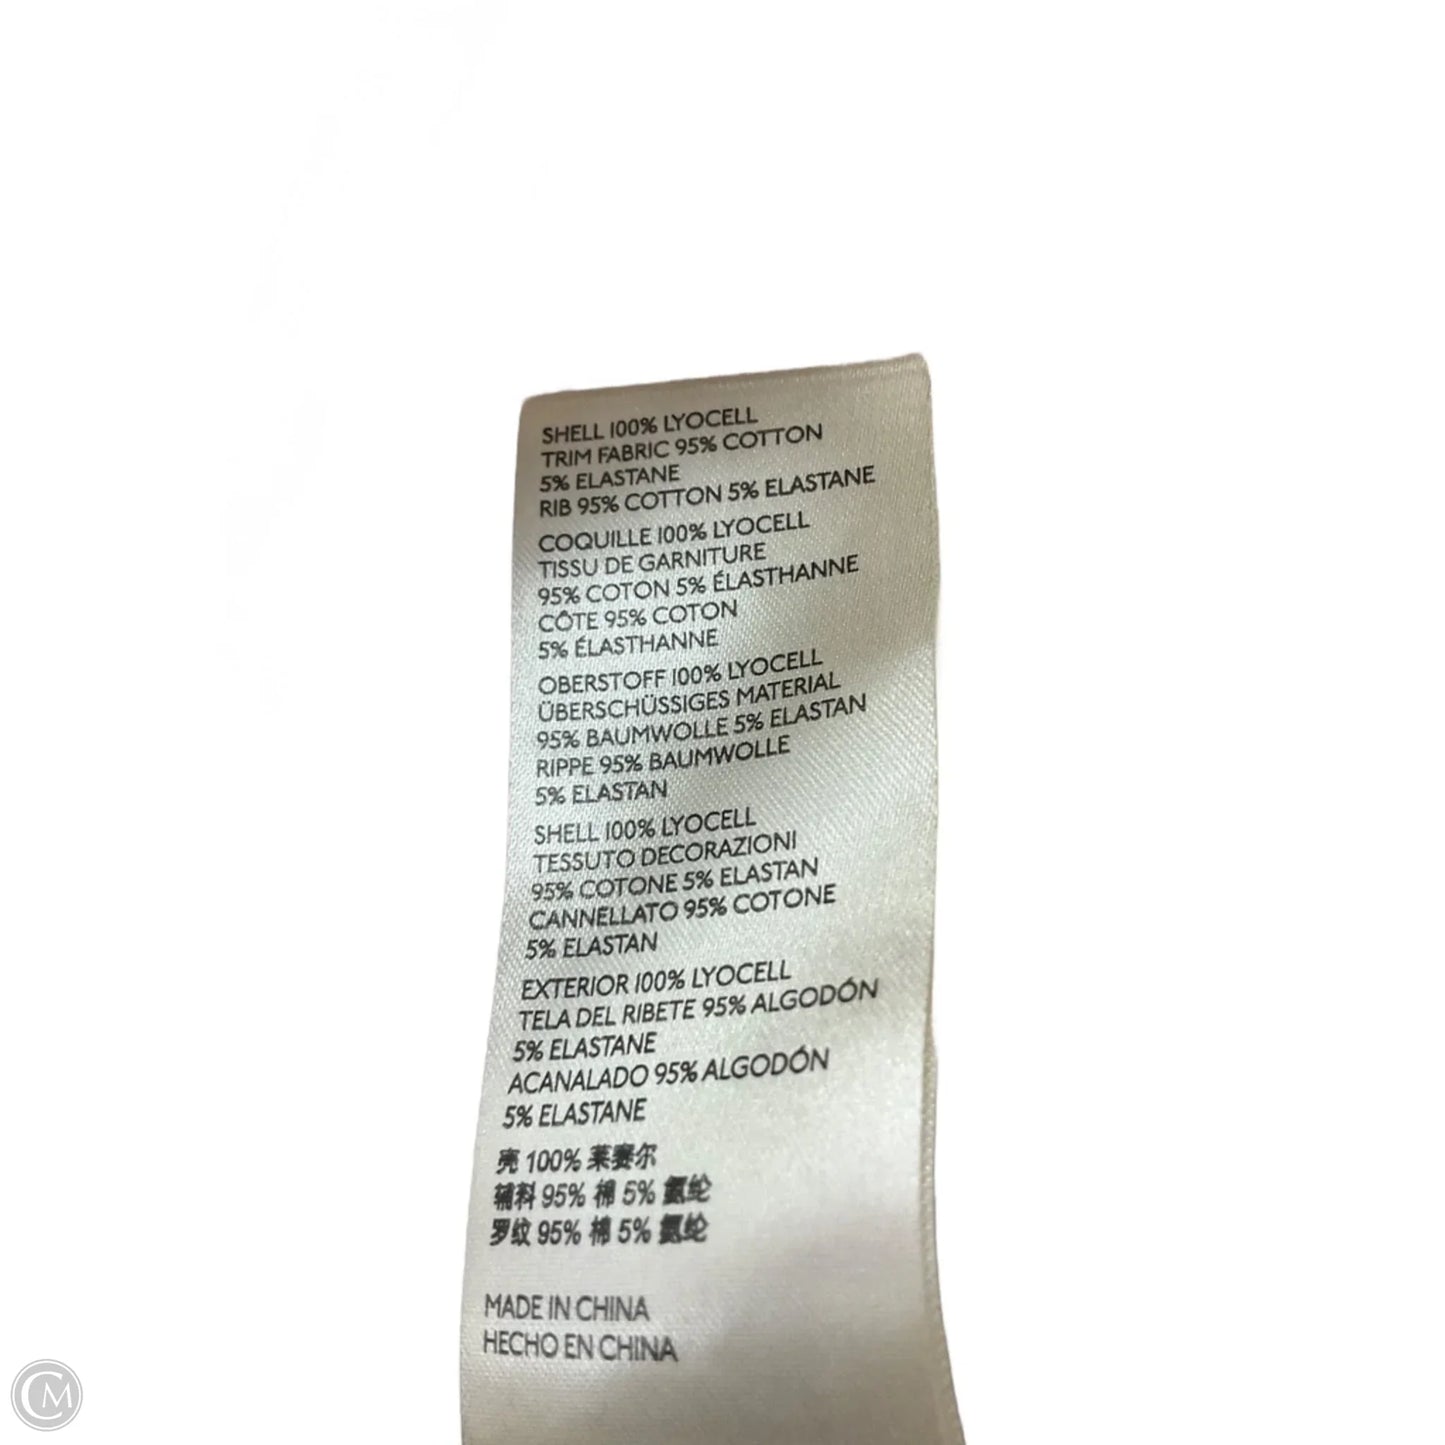 SHELL 100% LYOCELL
TRIM FABRIC 95% COTTON
5% ELASTANE
RIB 95% COTTON 5% ELASTANE
COQUILLE 100% LYOCELL
TISSU DE GARNITURE
95% COTON 5% ÉLASTHANNE
CÔTE 95% COTON
5% ÉLASTHANNE
OBERSTOFF 100% LYOCELL
ÜBERSCHÜSSIGES MATERIAL
95% BAUMWOLLE 5% ELASTAN
RIPPE 95% BAUMWOLLE
5% ELASTAN
SHELL 100% LYOCELL
TESSUTO DECORAZIONI
95% COTONE 5% ELASTAN
CANNELLATO 95% COTONE
5% ELASTAN
EXTERIOR 100% LYOCELL
TELA DEL RIBETE 95% ALGODÓN
5% ELASTANE
ACANALADO 95% ALGODÓN
5% ELASTANE
壳 100% 莱赛尔
辅料 95% 棉 5% 氨纶
罗纹 95% 棉 5% 氨纶
MADE IN CHINA
HECHO EN CHINA
CM